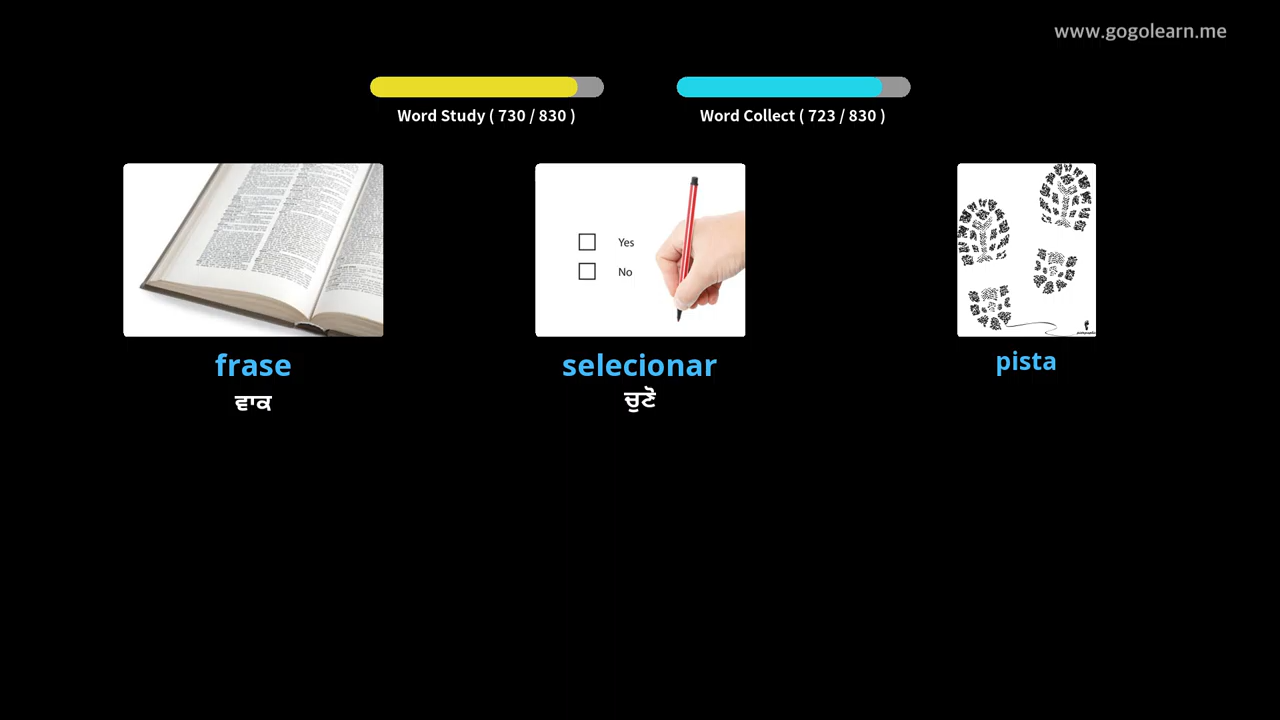 www.gogolearn.me
Word Study ( 730 / 830 )
Word Collect ( 723 / 830 )
Yes
No
frase
ਵਾਕ
selecionar
ਚੁਣੋ
pista